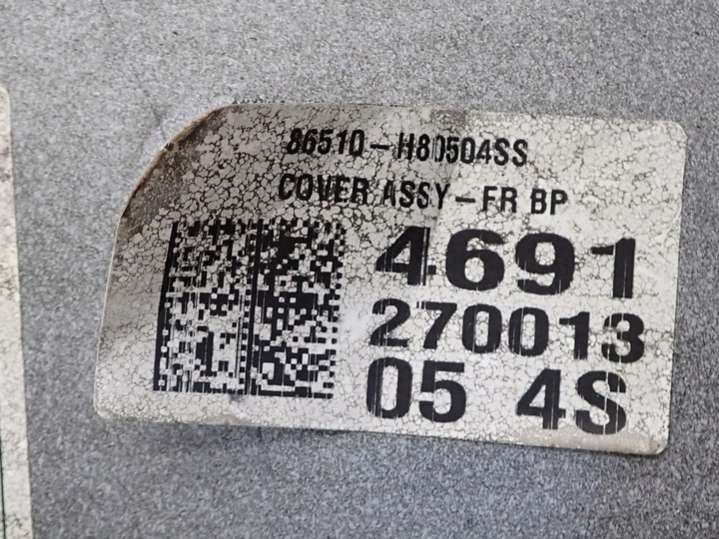 86510-H80504SS
COVER ASSY-FR BP
4691
270013
05 4S